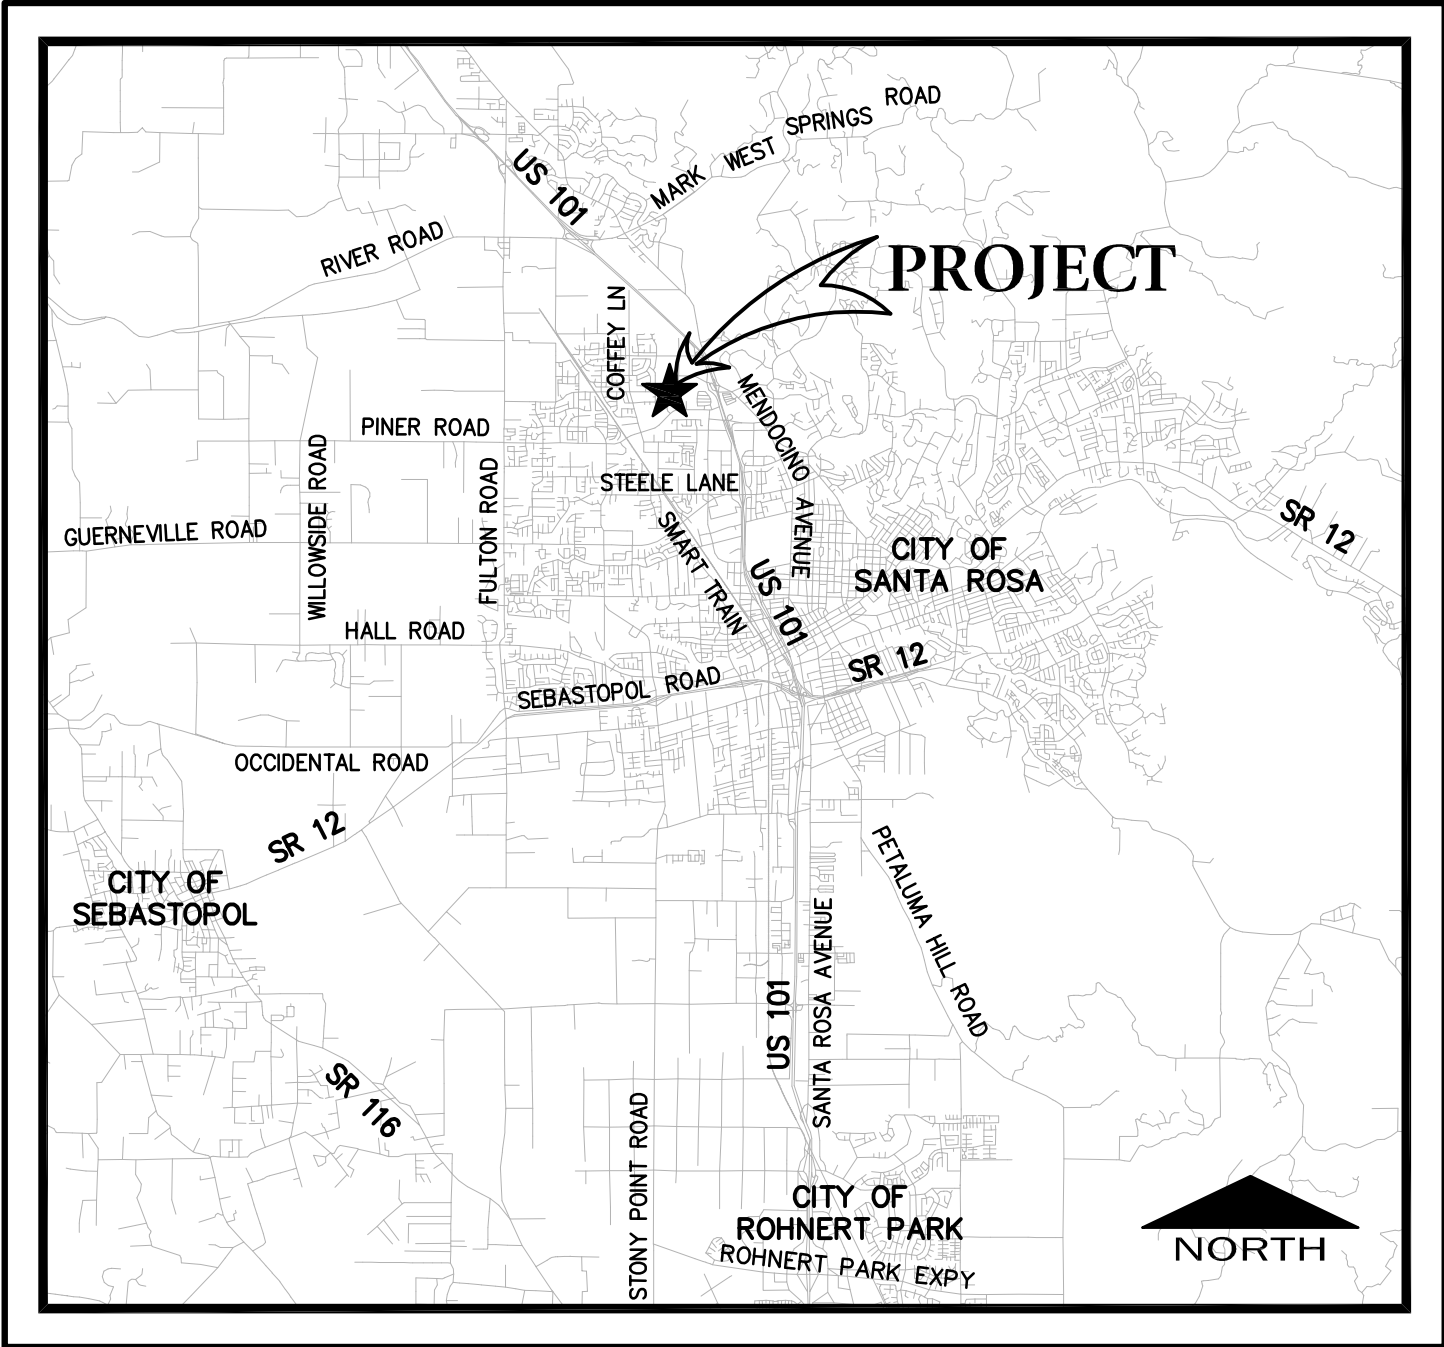 MARK WEST SPRINGS ROAD
US 101
RIVER ROAD
PROJECT
COFFEY LN
MENDOCINO AVENUE
PINER ROAD
WILLOWSIDE ROAD
FULTON ROAD
STEELE LANE
GUERNEVILLE ROAD
SMART TRAIN
SR 12
CITY OF
SANTA ROSA
US 101
HALL ROAD
SR 12
SEBASTOPOL ROAD
OCCIDENTAL ROAD
SR 12
CITY OF
SEBASTOPOL
PETALUMA HILL ROAD
SANTA ROSA AVENUE
US 101
SR 116
STONY POINT ROAD
CITY OF
ROHNERT PARK
ROHNERT PARK EXPY
NORTH